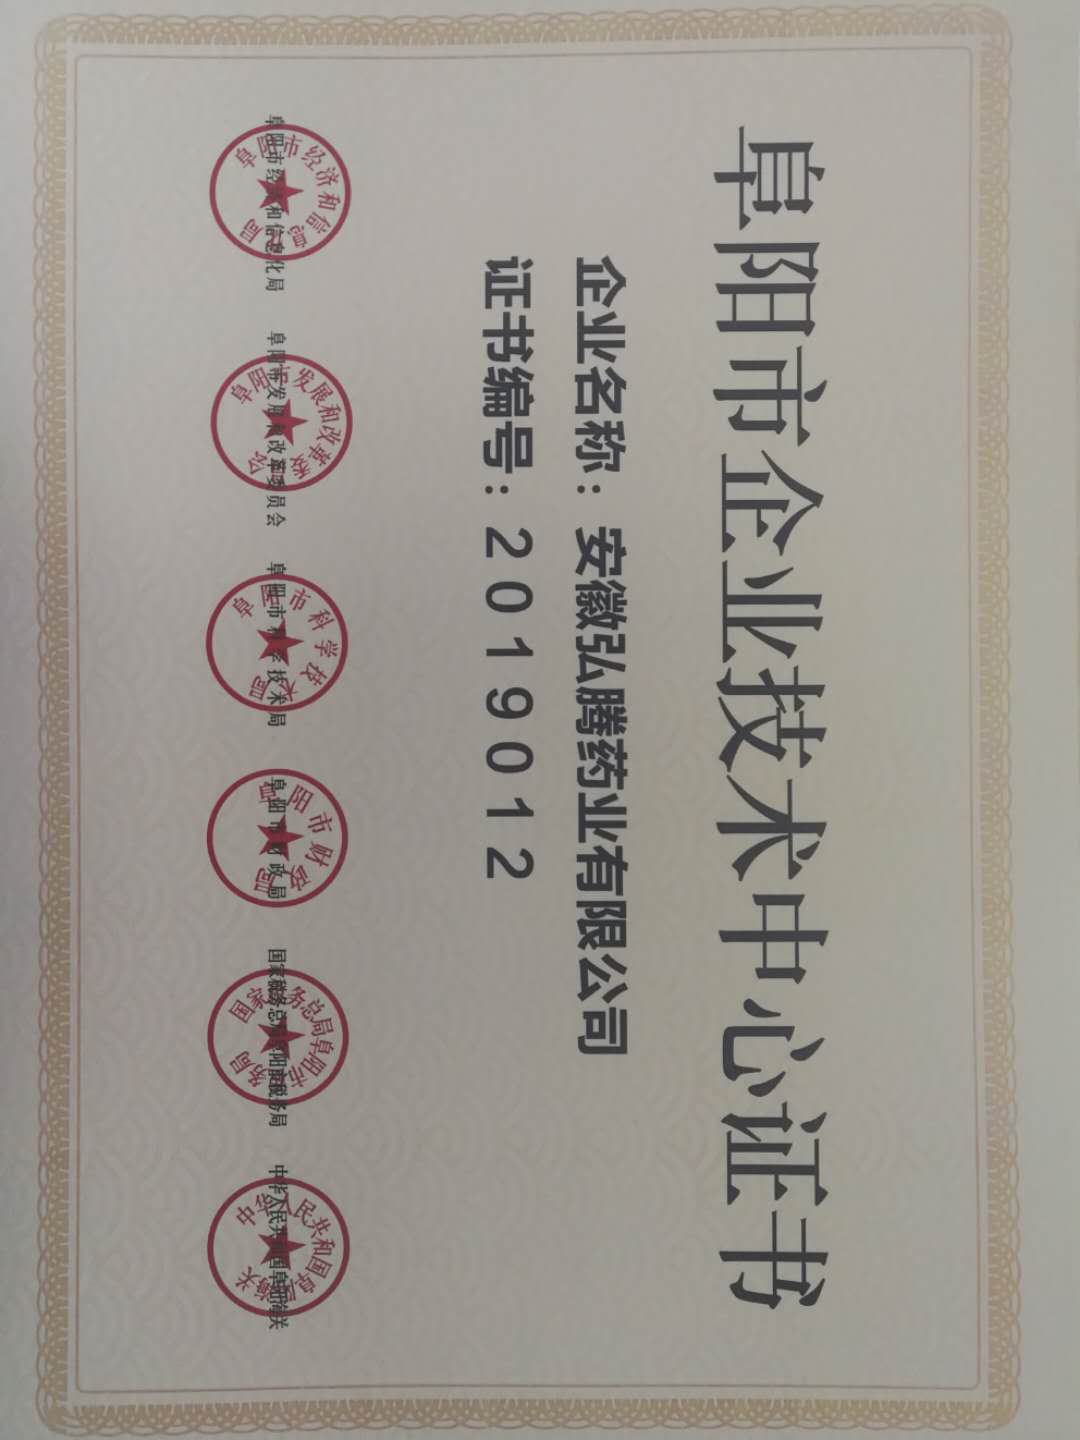 阜阳市企业技术中心证书
企业名称：安徽弘腾药业有限公司
证书编号：2019012
阜阳市经济和信息化局
阜阳市发展和改革委员会
阜阳市科学技术局
阜阳市财政局
国家税务总局阜阳市税务局
中华人民共和国阜阳海关